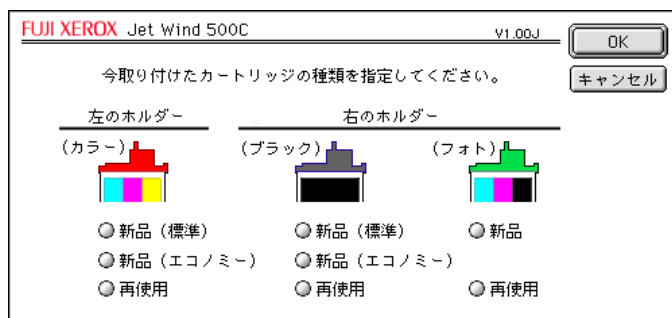 FUJI XEROX Jet Wind 500C V1.00J
OK
今取り付けたカートリッジの種類を指定してください。
キャンセル
左のホルダー 右のホルダー
(カラー) (ブラック) (フォト)
新品(標準) 新品(標準) 新品
新品(エコノミー) 新品(エコノミー)
再使用 再使用 再使用